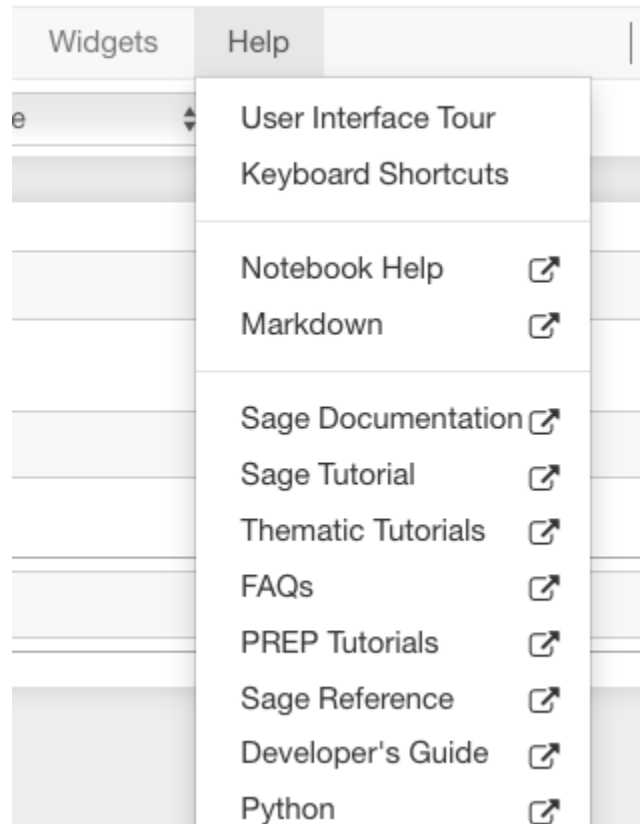 Widgets Help
e
User Interface Tour
Keyboard Shortcuts
Notebook Help
Markdown
Sage Documentation
Sage Tutorial
Thematic Tutorials
FAQs
PREP Tutorials
Sage Reference
Developer's Guide
Python